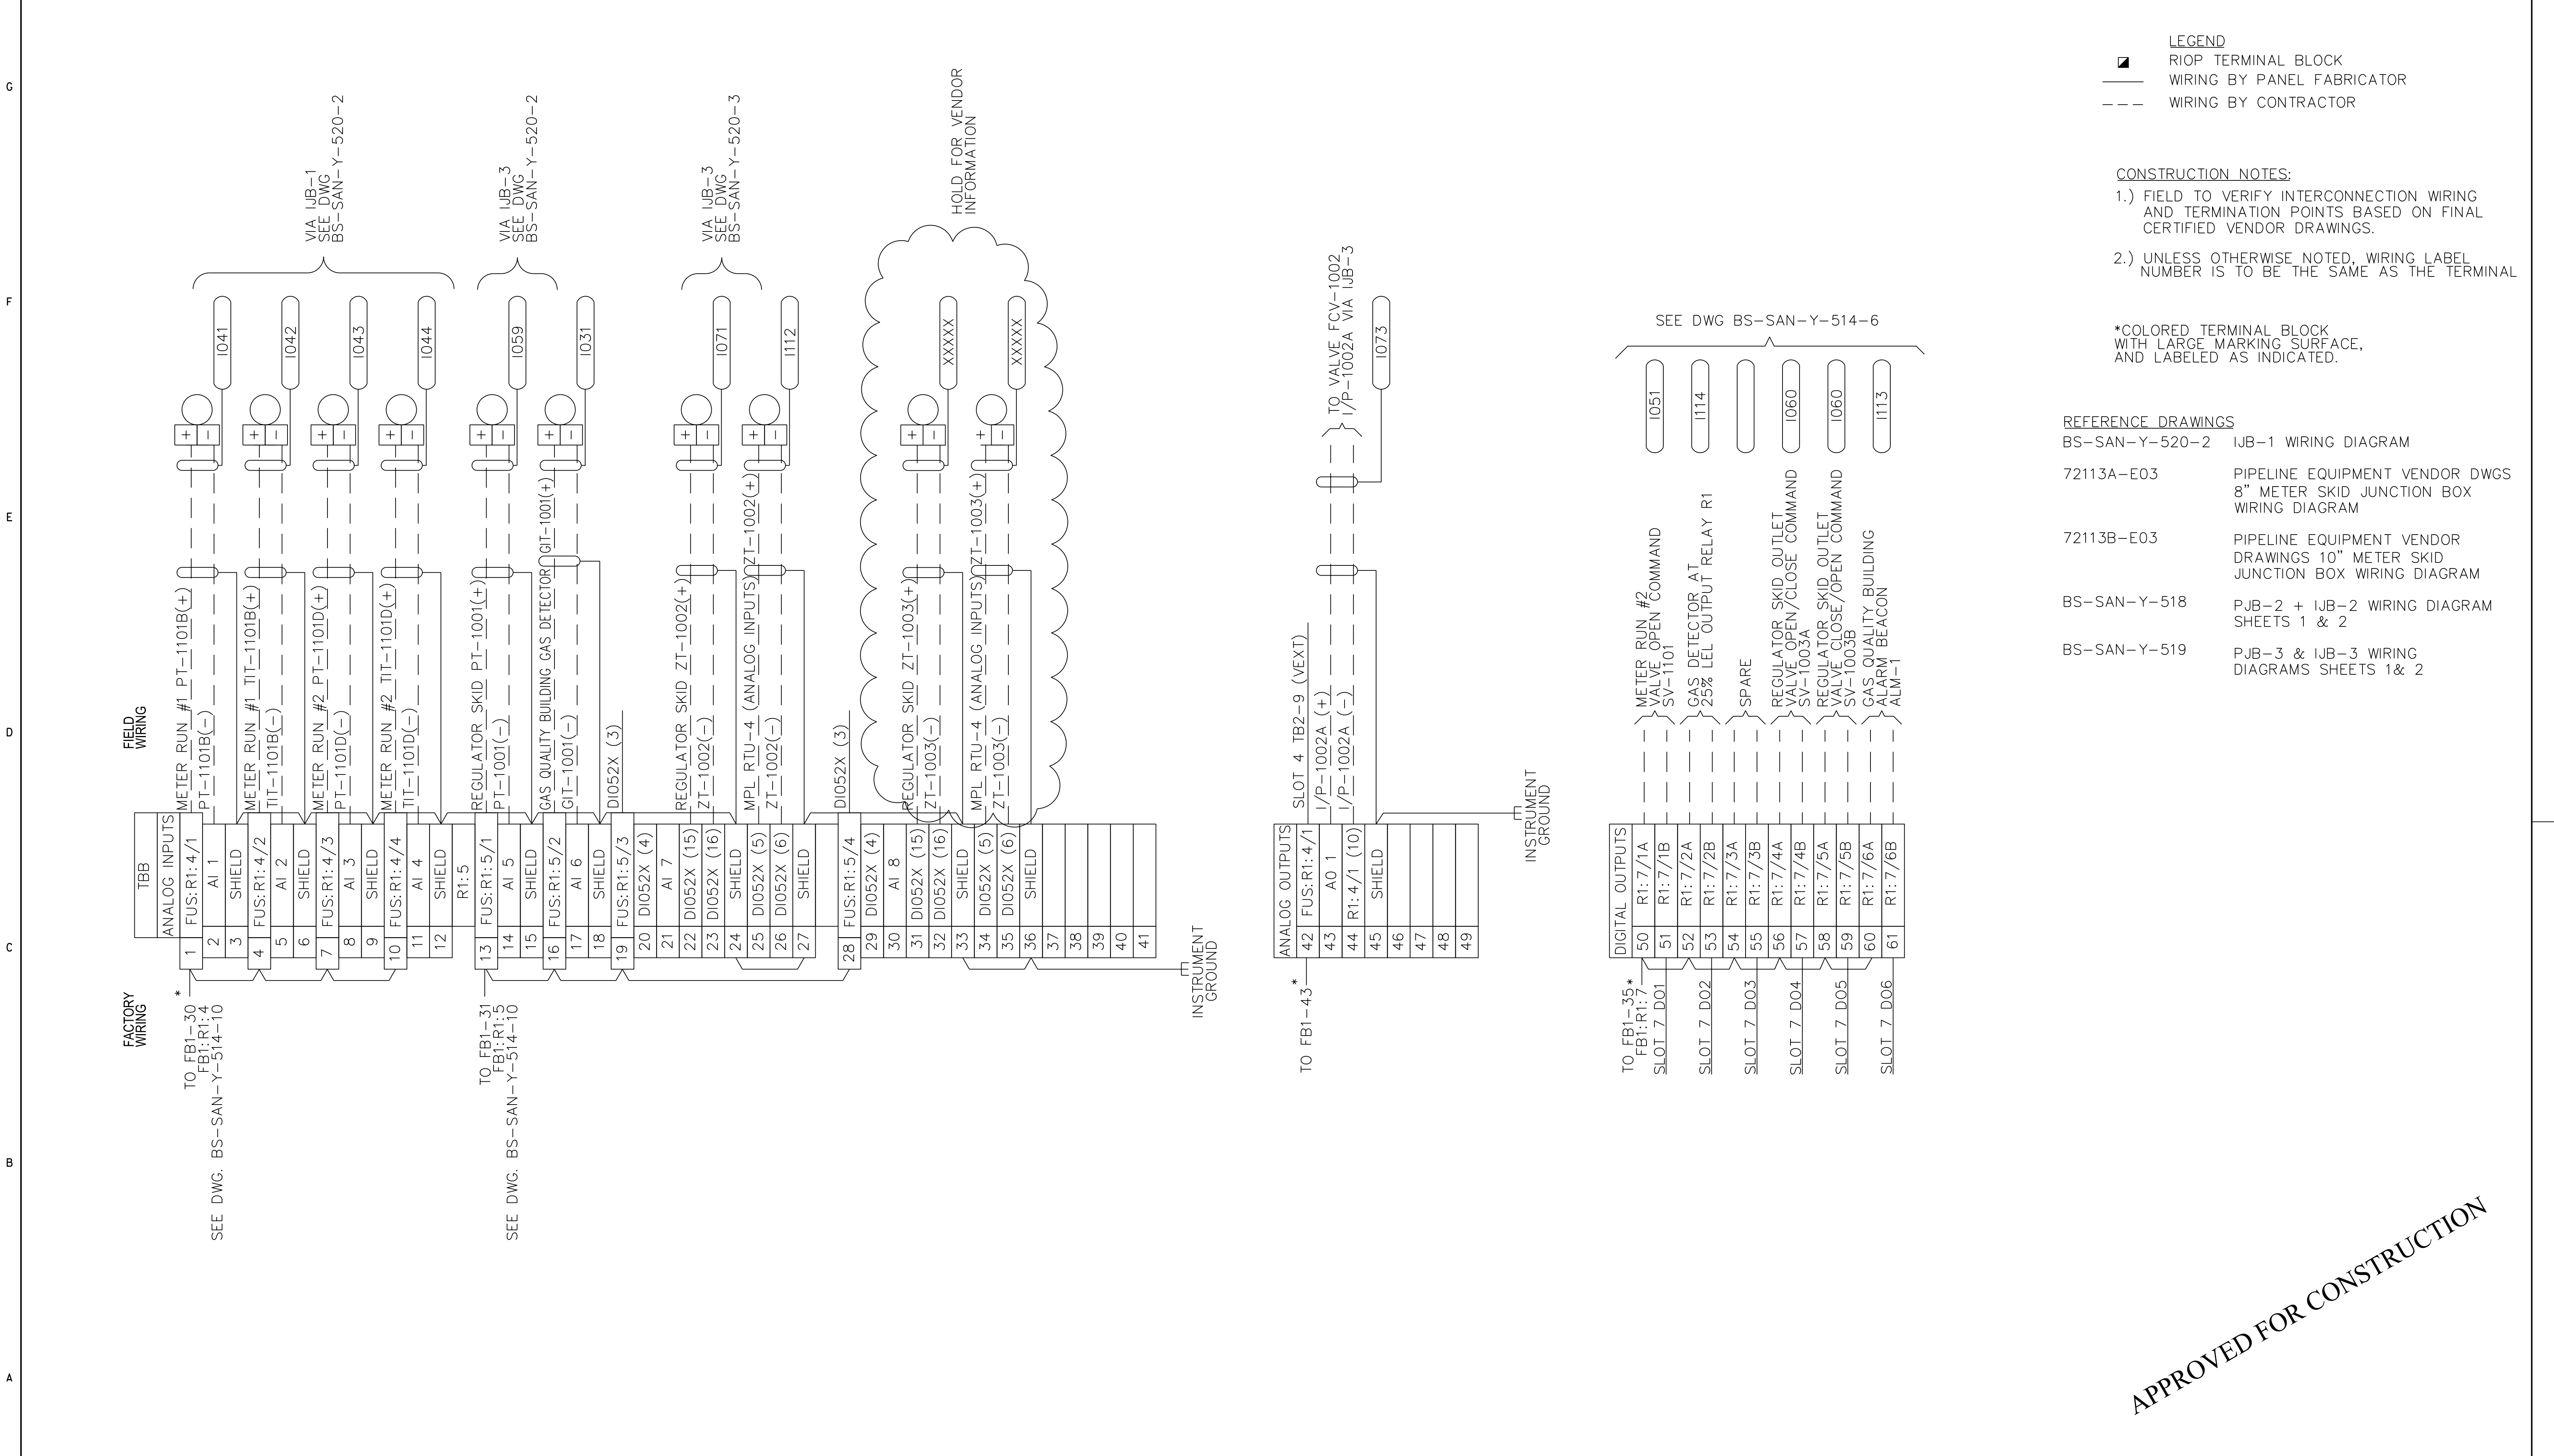 G
F
E
D
C
B
A
LEGEND
RIOP TERMINAL BLOCK
WIRING BY PANEL FABRICATOR
WIRING BY CONTRACTOR
CONSTRUCTION NOTES:
1.) FIELD TO VERIFY INTERCONNECTION WIRING
AND TERMINATION POINTS BASED ON FINAL
CERTIFIED VENDOR DRAWINGS.
2.) UNLESS OTHERWISE NOTED, WIRING LABEL
NUMBER IS TO BE THE SAME AS THE TERMINAL
*COLORED TERMINAL BLOCK
WITH LARGE MARKING SURFACE,
AND LABELED AS INDICATED.
REFERENCE DRAWINGS
BS-SAN-Y-520-2 IJB-1 WIRING DIAGRAM
72113A-E03 PIPELINE EQUIPMENT VENDOR DWGS
8" METER SKID JUNCTION BOX
WIRING DIAGRAM
72113B-E03 PIPELINE EQUIPMENT VENDOR
DRAWINGS 10" METER SKID
JUNCTION BOX WIRING DIAGRAM
BS-SAN-Y-518 PJB-2 + IJB-2 WIRING DIAGRAM
SHEETS 1 & 2
BS-SAN-Y-519 PJB-3 & IJB-3 WIRING
DIAGRAMS SHEETS 1& 2
VIA IJB-1
SEE DWG
BS-SAN-Y-520-2
VIA IJB-3
SEE DWG
BS-SAN-Y-520-2
VIA IJB-3
SEE DWG
BS-SAN-Y-520-3
HOLD FOR VENDOR
INFORMATION
I041
I042
I043
I044
I059
I031
I071
I112
XXXXX
XXXXX
+ -
+ -
+ -
+ -
+ -
+ -
+ -
+ -
+ -
+ -
FIELD
WIRING
METER RUN #1 PT-1101B(+)
PT-1101B(-)
METER RUN #1 TIT-1101B(+)
TIT-1101B(-)
METER RUN #2 PT-1101D(+)
PT-1101D(-)
METER RUN #2 TIT-1101D(+)
TIT-1101D(-)
REGULATOR SKID PT-1001(+)
PT-1001(-)
GAS QUALITY BUILDING GAS DETECTOR GIT-1001(+)
GIT-1001(-)
DI052X (3)
REGULATOR SKID ZT-1002(+)
ZT-1002(-)
MPL RTU-4 (ANALOG INPUTS) ZT-1002(+)
ZT-1002(-)
DI052X (3)
REGULATOR SKID ZT-1003(+)
ZT-1003(-)
MPL RTU-4 (ANALOG INPUTS) ZT-1003(+)
ZT-1003(-)
TBB
ANALOG INPUTS
1 FUS:R1:4/1
2 AI 1
3 SHIELD
4 FUS:R1:4/2
5 AI 2
6 SHIELD
7 FUS:R1:4/3
8 AI 3
9 SHIELD
10 FUS:R1:4/4
11 AI 4
12 SHIELD
R1:5
13 FUS:R1:5/1
14 AI 5
15 SHIELD
16 FUS:R1:5/2
17 AI 6
18 SHIELD
19 FUS:R1:5/3
20 DI052X (4)
21 AI 7
22 DI052X (15)
23 DI052X (16)
24 SHIELD
25 DI052X (5)
26 DI052X (6)
27 SHIELD
28 FUS:R1:5/4
29 DI052X (4)
30 AI 8
31 DI052X (15)
32 DI052X (16)
33 SHIELD
34 DI052X (5)
35 DI052X (6)
36 SHIELD
37
38
39
40
41
INSTRUMENT
GROUND
FACTORY
WIRING
*
TO FB1-30
FB1:R1:4
SEE DWG. BS-SAN-Y-514-10
TO FB1-31
FB1:R1:5
SEE DWG. BS-SAN-Y-514-10
TO VALVE FCV-1002
I/P-1002A VIA IJB-3
I073
SLOT 4 TB2-9 (VEXT)
I/P-1002A (+)
I/P-1002A (-)
ANALOG OUTPUTS
42 FUS:R1:4/1
43 AO 1
44 R1:4/1 (10)
45 SHIELD
46
47
48
49
INSTRUMENT
GROUND
TO FB1-43*
SEE DWG BS-SAN-Y-514-6
I051
I114
I060
I060
I113
METER RUN #2
VALVE OPEN COMMAND
SV-1101
GAS DETECTOR AT
25% LEL OUTPUT RELAY R1
SPARE
REGULATOR SKID OUTLET
VALVE OPEN/CLOSE COMMAND
SV-1003A
REGULATOR SKID OUTLET
VALVE CLOSE/OPEN COMMAND
SV-1003B
GAS QUALITY BUILDING
ALARM BEACON
ALM-1
DIGITAL OUTPUTS
50 R1:7/1A
51 R1:7/1B
52 R1:7/2A
53 R1:7/2B
54 R1:7/3A
55 R1:7/3B
56 R1:7/4A
57 R1:7/4B
58 R1:7/5A
59 R1:7/5B
60 R1:7/6A
61 R1:7/6B
TO FB1-35*
FB1:R1:7
SLOT 7 DO1
SLOT 7 DO2
SLOT 7 DO3
SLOT 7 DO4
SLOT 7 DO5
SLOT 7 DO6
APPROVED FOR CONSTRUCTION